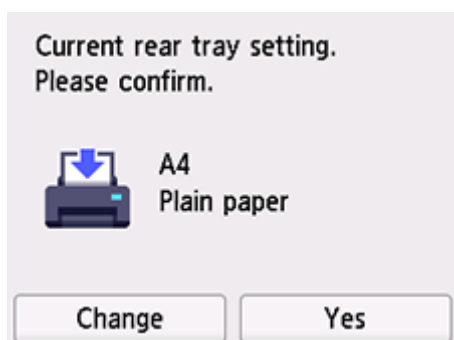 Current rear tray setting.
Please confirm.
A4
Plain paper
Change
Yes